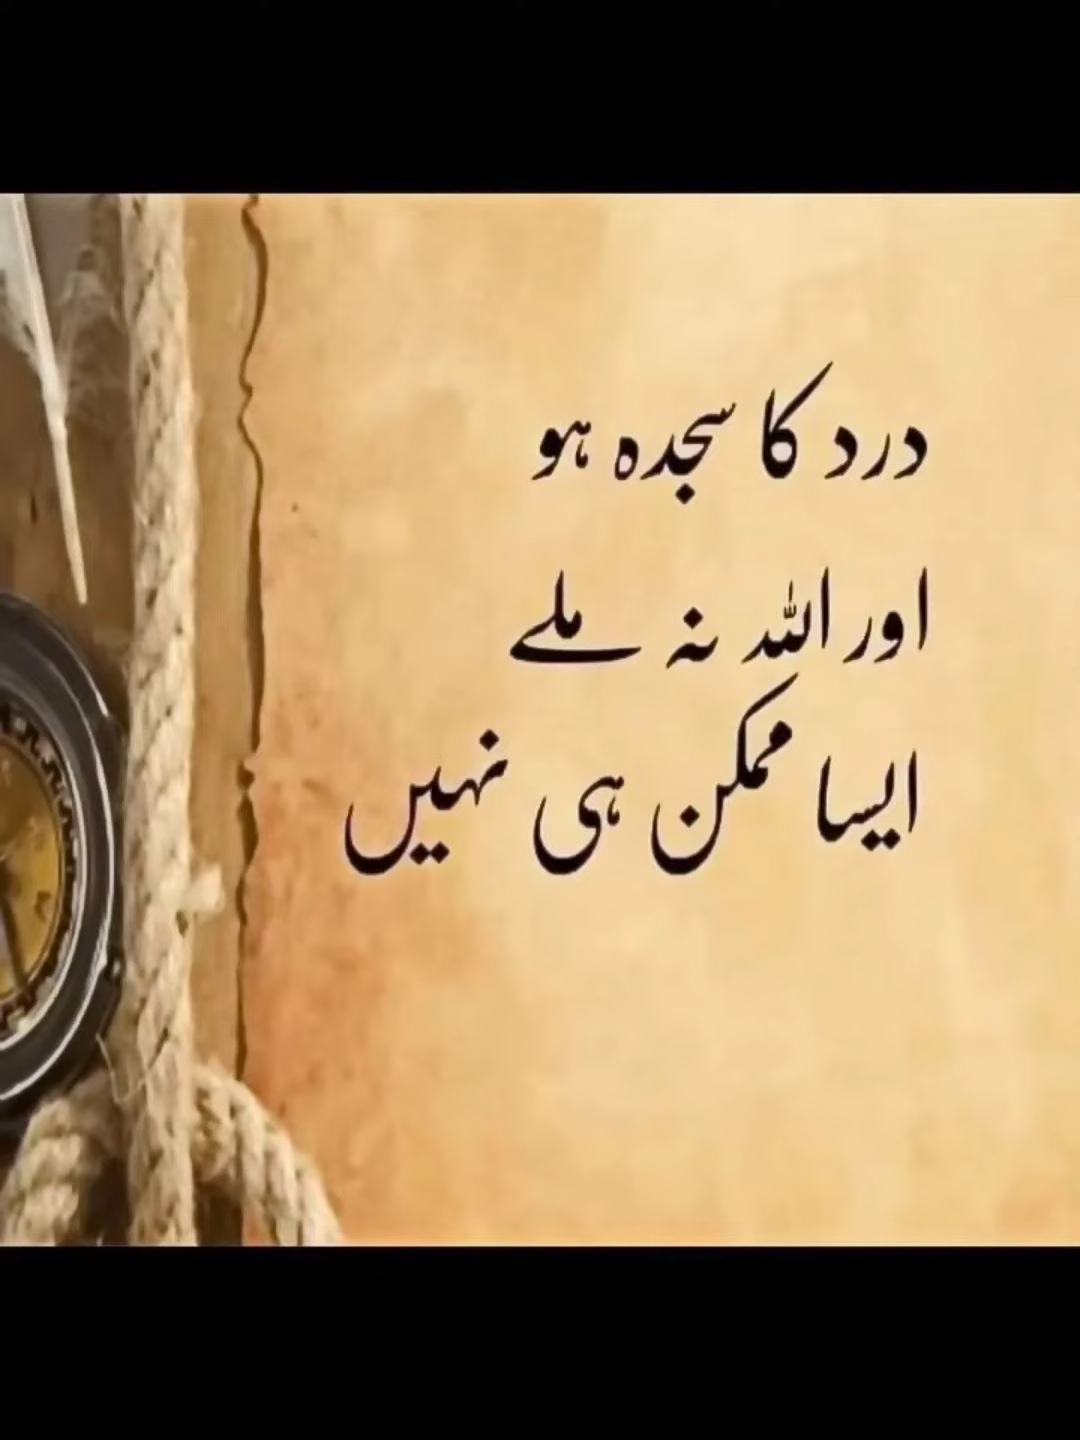 درد کا سجدہ ہو
اور اللہ نہ ملے
ایسا ممکن ہی نہیں